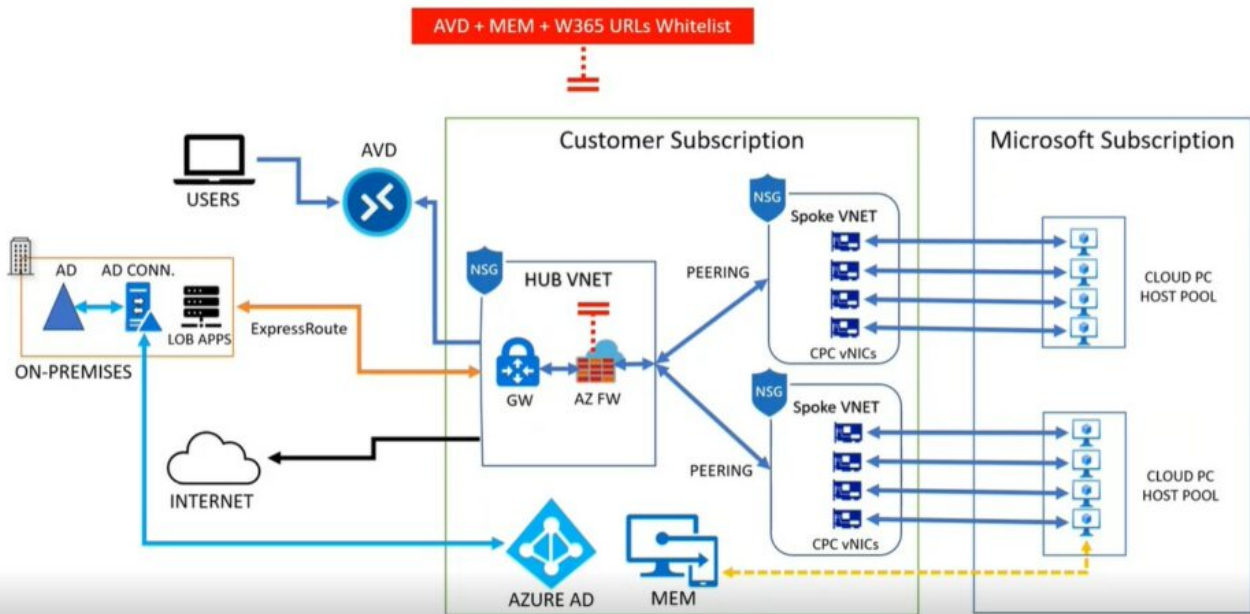 AVD + MEM + W365 URLs Whitelist
Customer Subscription
Microsoft Subscription
AVD
USERS
NSG
Spoke VNET
CPC vNICs
CLOUD PC
HOST POOL
NSG
HUB VNET
GW
AZ FW
PEERING
PEERING
AD
AD CONN.
LOB APPS
ON-PREMISES
ExpressRoute
NSG
Spoke VNET
CPC vNICs
CLOUD PC
HOST POOL
INTERNET
AZURE AD
MEM